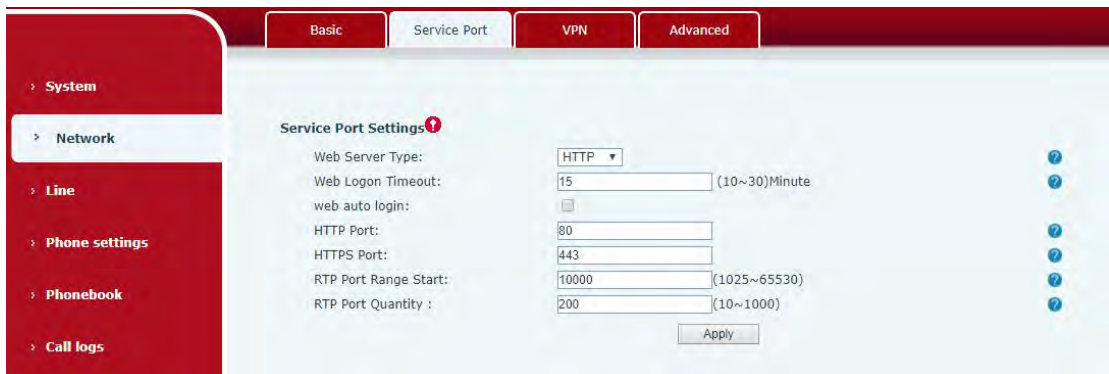 Basic Service Port VPN Advanced
System
Network
Line
Phone settings
Phonebook
Call logs
Service Port Settings
Web Server Type: HTTP
Web Logon Timeout: 15 (10~30)Minute
web auto login:
HTTP Port: 80
HTTPS Port: 443
RTP Port Range Start: 10000 (1025~65530)
RTP Port Quantity : 200 (10~1000)
Apply